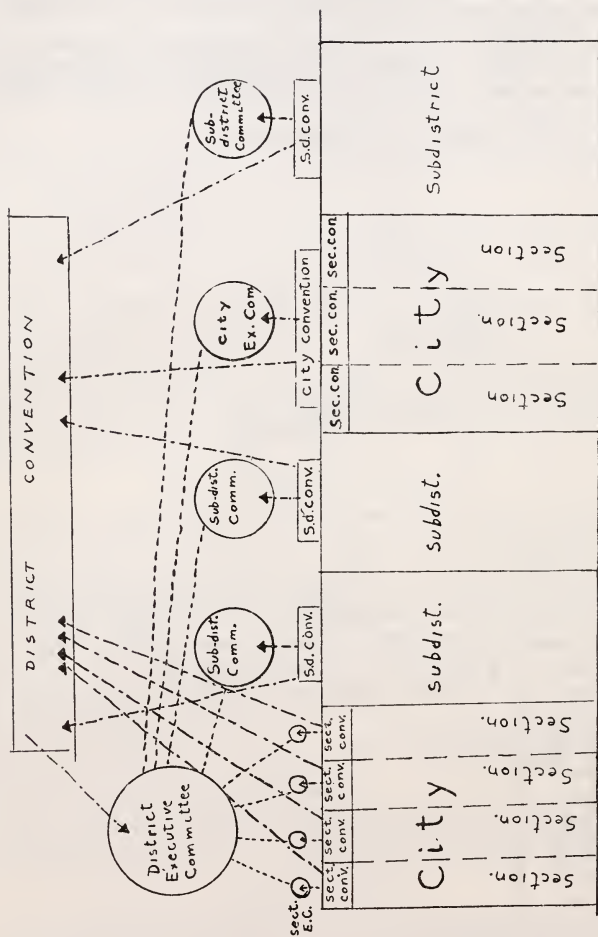 DISTRICT CONVENTION
Sub-
district
Committee
City
Ex. Com.
Sub-dist.
Comm.
Sub-dist.
Comm.
District
Executive
Committee
sect.
E.C.
sect.
conv.
sect.
conv.
sect.
conv.
sect.
conv.
S.d. conv.
S.d. conv.
City convention
S.d. conv.
Sec. con.
Sec. con.
Sec. con.
City
Section.
Section.
Section.
Section.
Subdist.
Subdist.
City
Section
Section.
Section
Subdistrict